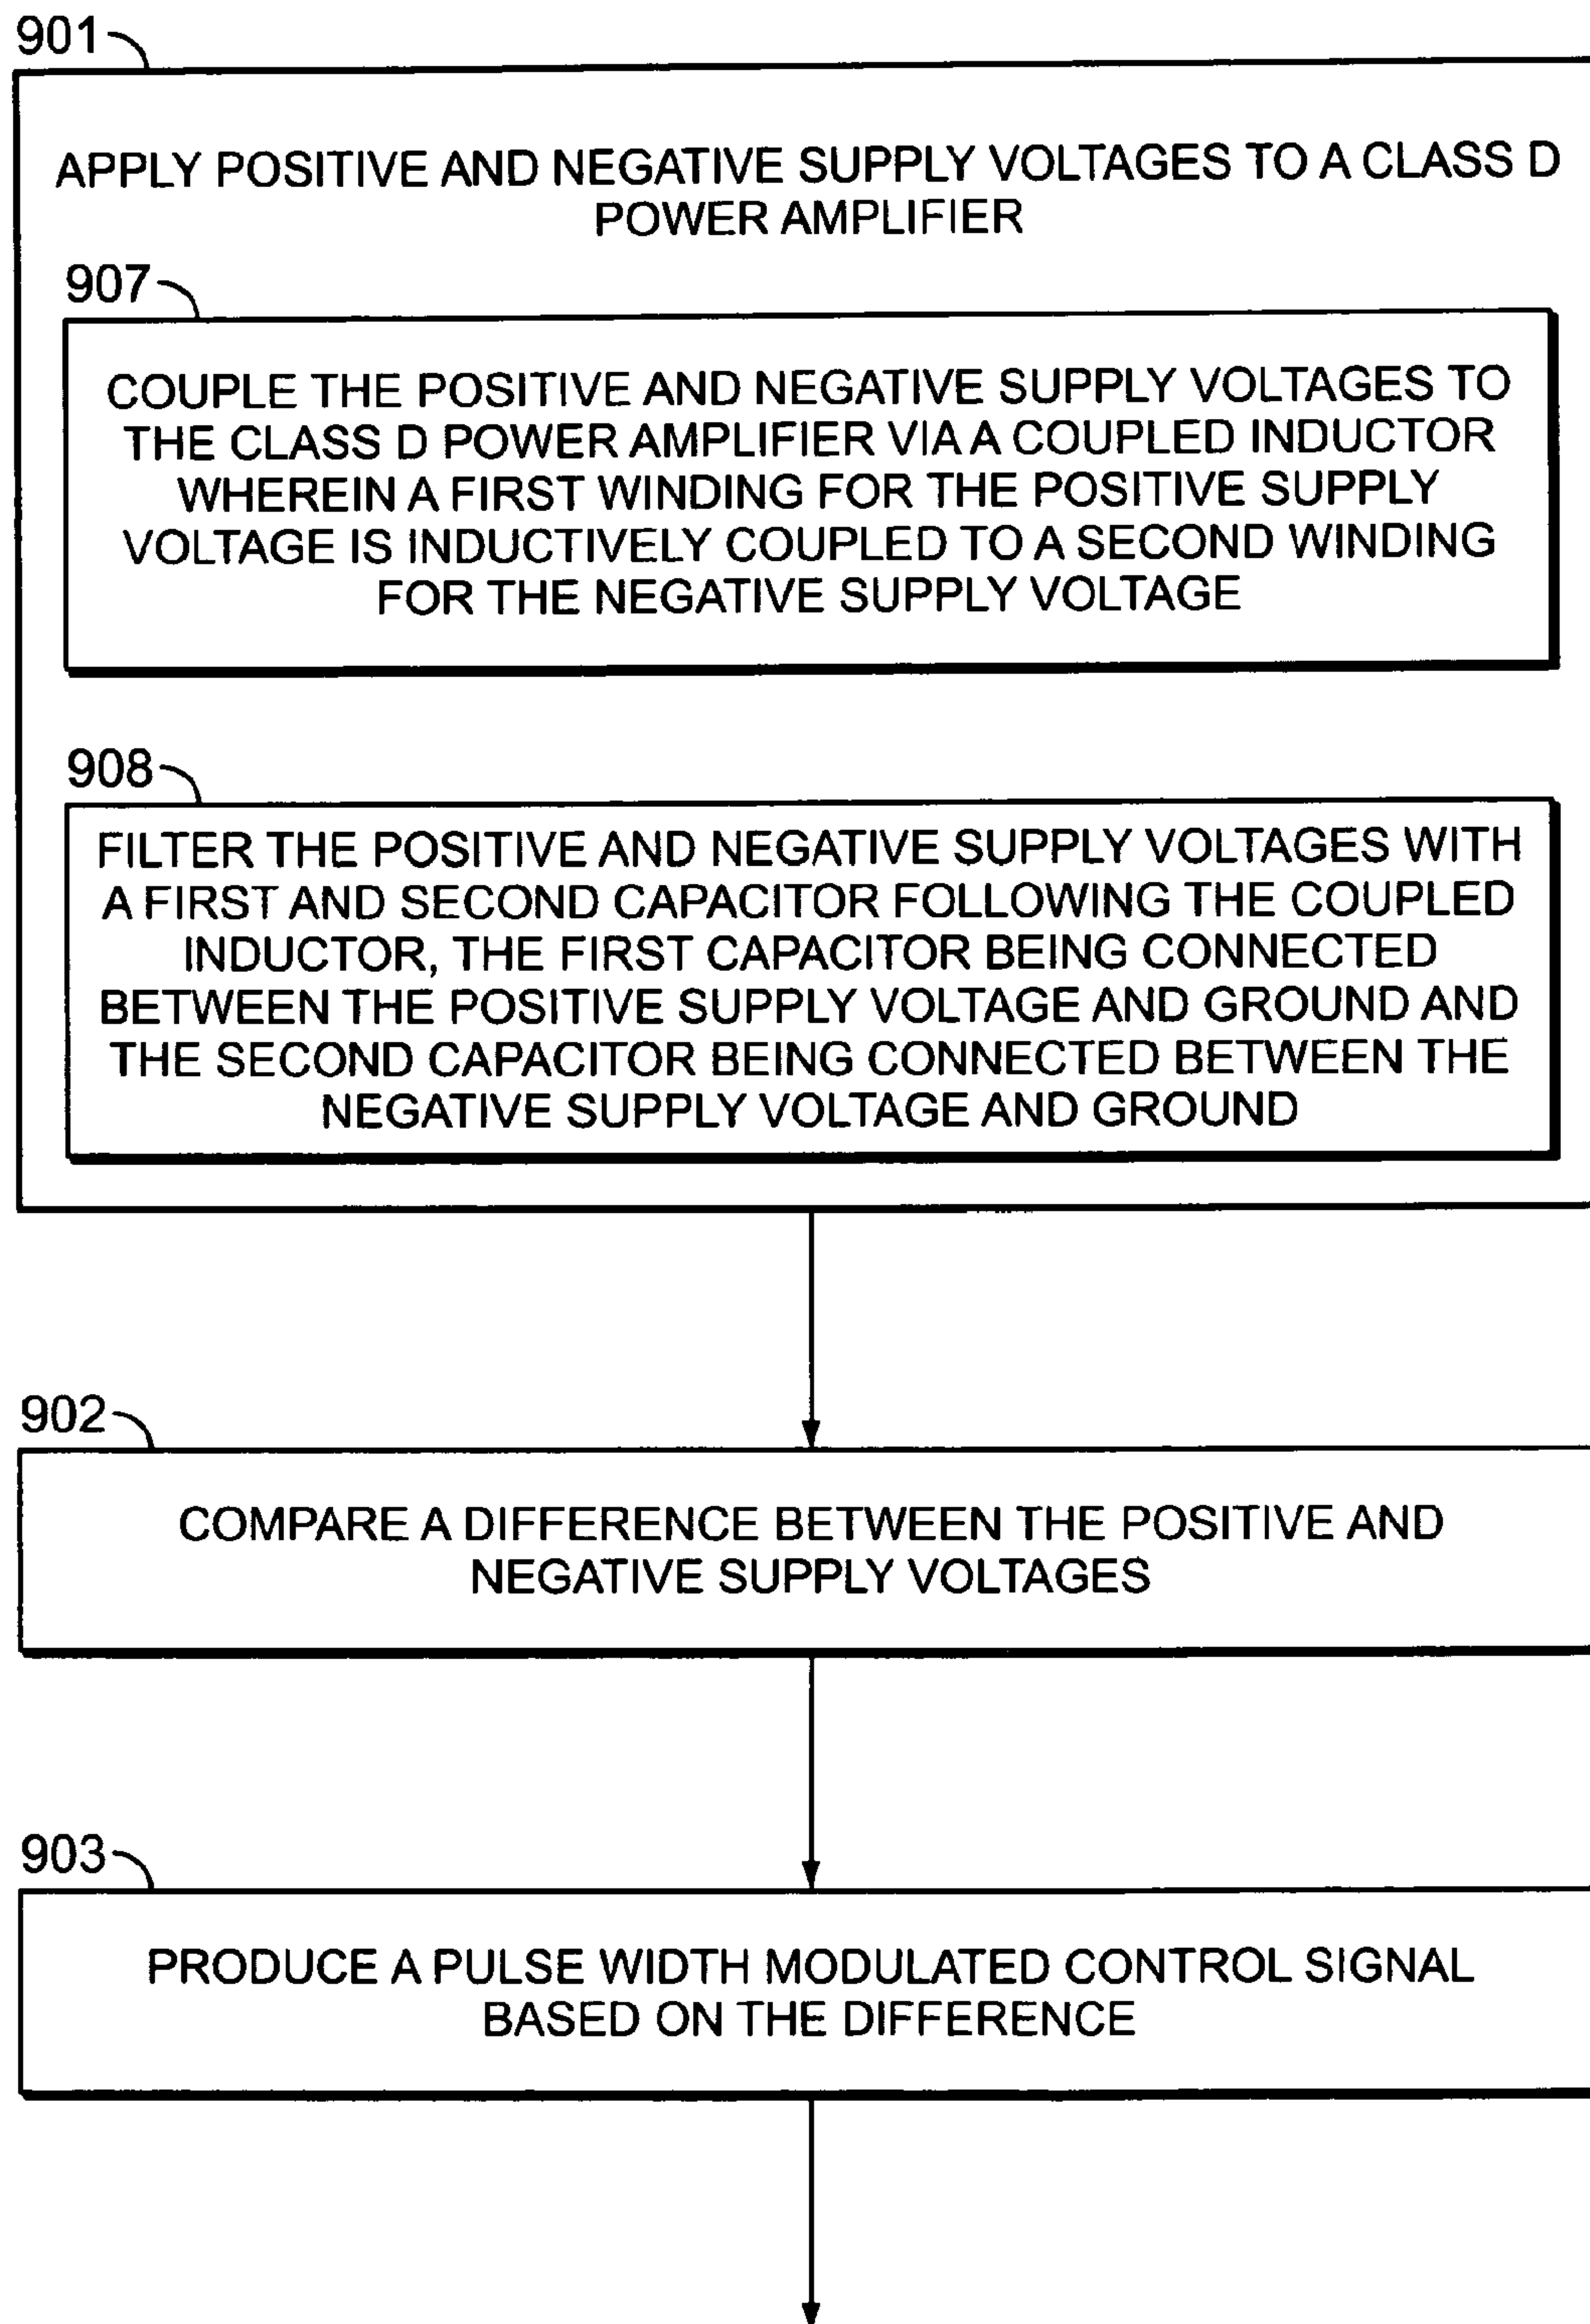 901
APPLY POSITIVE AND NEGATIVE SUPPLY VOLTAGES TO A CLASS D
POWER AMPLIFIER
907
COUPLE THE POSITIVE AND NEGATIVE SUPPLY VOLTAGES TO
THE CLASS D POWER AMPLIFIER VIA A COUPLED INDUCTOR
WHEREIN A FIRST WINDING FOR THE POSITIVE SUPPLY
VOLTAGE IS INDUCTIVELY COUPLED TO A SECOND WINDING
FOR THE NEGATIVE SUPPLY VOLTAGE
908
FILTER THE POSITIVE AND NEGATIVE SUPPLY VOLTAGES WITH
A FIRST AND SECOND CAPACITOR FOLLOWING THE COUPLED
INDUCTOR, THE FIRST CAPACITOR BEING CONNECTED
BETWEEN THE POSITIVE SUPPLY VOLTAGE AND GROUND AND
THE SECOND CAPACITOR BEING CONNECTED BETWEEN THE
NEGATIVE SUPPLY VOLTAGE AND GROUND
902
COMPARE A DIFFERENCE BETWEEN THE POSITIVE AND
NEGATIVE SUPPLY VOLTAGES
903
PRODUCE A PULSE WIDTH MODULATED CONTROL SIGNAL
BASED ON THE DIFFERENCE